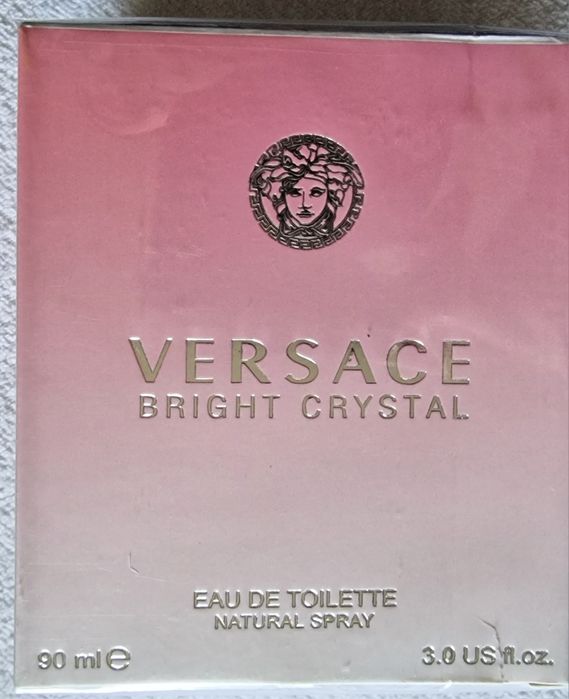 VERSACE
BRIGHT CRYSTAL
EAU DE TOILETTE
NATURAL SPRAY
90 ml e
3.0 US fl.oz.